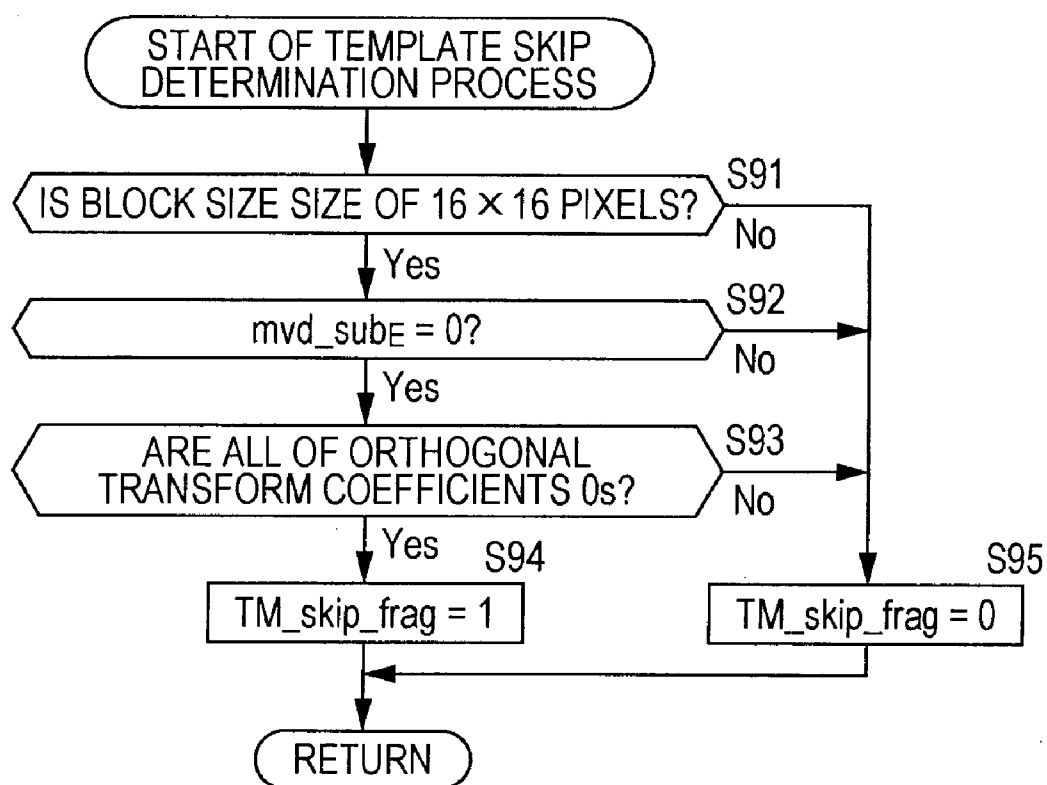 START OF TEMPLATE SKIP
DETERMINATION PROCESS
S91
IS BLOCK SIZE SIZE OF 16 × 16 PIXELS?
No
Yes
S92
mvd_subE = 0?
No
Yes
S93
ARE ALL OF ORTHOGONAL
TRANSFORM COEFFICIENTS 0s?
No
Yes
S94
S95
TM_skip_frag = 1
TM_skip_frag = 0
RETURN